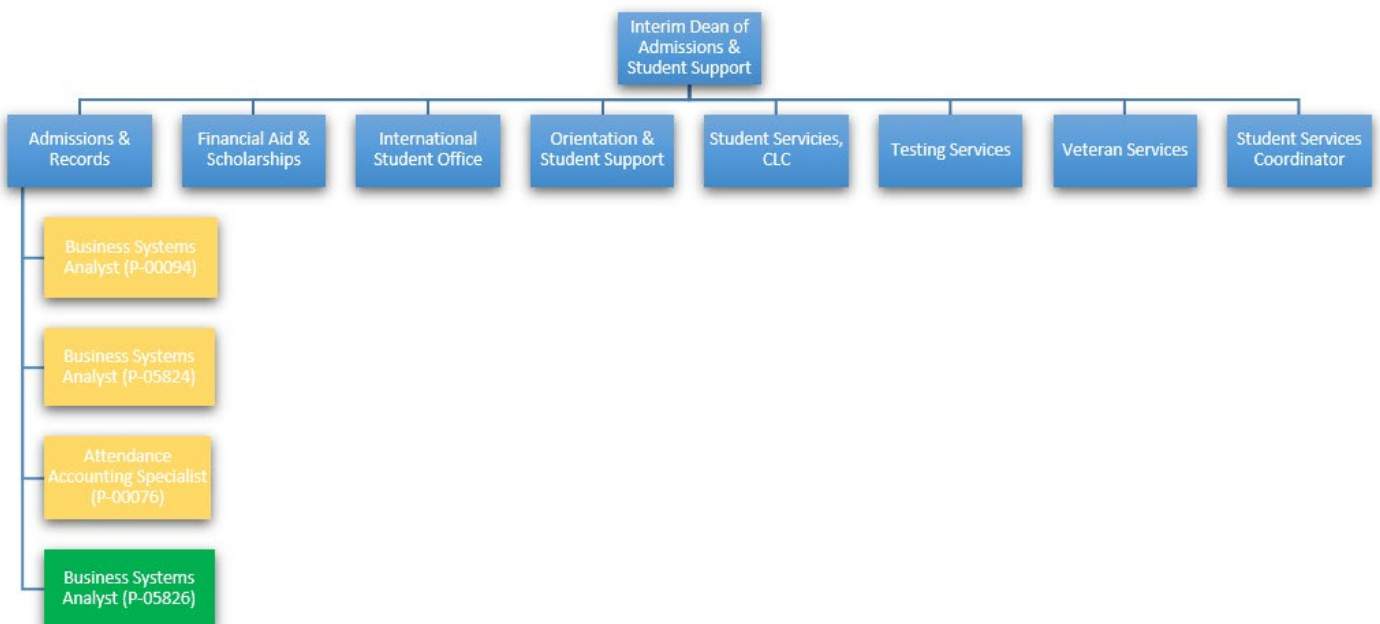 Interim Dean of
Admissions &
Student Support
Admissions &
Records
Financial Aid &
Scholarships
International
Student Office
Orientation &
Student Support
Student Servicies,
CLC
Testing Services
Veteran Services
Student Services
Coordinator
Business Systems
Analyst (P-00094)
Business Systems
Analyst (P-05824)
Attendance
Accounting Specialist
(P-00076)
Business Systems
Analyst (P-05826)